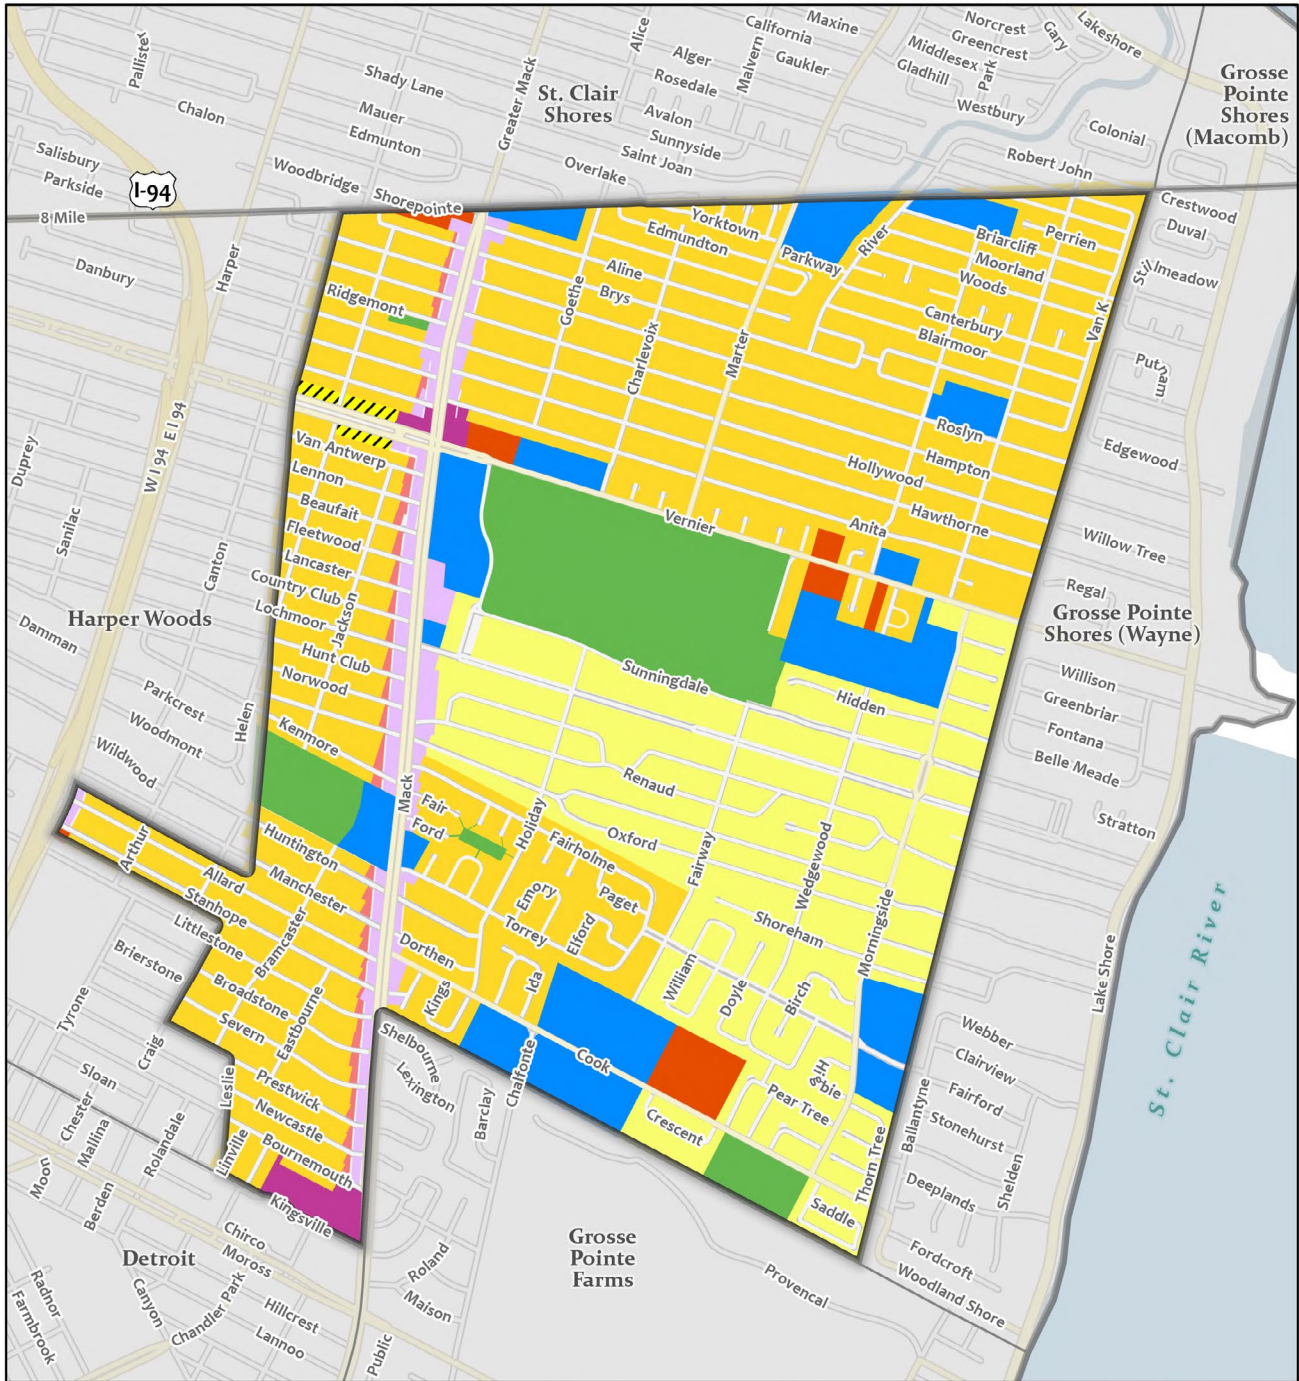 Pallister
Alice
California
Maxine
Norcrest
Gary
Lakeshore
Greencrest
Middlesex
Park
Gladhill
Malvern
Gaukler
Alger
Rosedale
Greater Mack
Shady Lane
Chalon
Mauer
Edmunton
St. Clair
Shores
Avalon
Sunnyside
Saint Joan
Overlake
Westbury
Colonial
Robert John
Grosse
Pointe
Shores
(Macomb)
Salisbury
Parkside
I-94
Woodbridge
Shorepointe
8 Mile
Danbury
Harper
Yorktown
Edmundton
Parkway
River
Briarcliff
Perrien
Moorland
Woods
Crestwood
Duval
Almeadow
Aline
Brys
Goethe
Charlevoix
Marter
Ridgemont
Canterbury
Blairmoor
Van K
Putnam
W I 94 E I 94
Duprey
Van Antwerp
Lennon
Beaufait
Fleetwood
Lancaster
Country Club
Lochmoor
Jackson
Hunt Club
Norwood
Roslyn
Hampton
Hollywood
Hawthorne
Anita
Vernier
Edgewood
Willow Tree
Regal
Sanilac
Canton
Harper Woods
Damman
Grosse Pointe
Shores (Wayne)
Sunningdale
Hidden
Willison
Greenbriar
Fontana
Belle Meade
Stratton
Parkcrest
Woodmont
Wildwood
Helen
Kenmore
Mack
Renaud
Oxford
Fair
Ford
Holiday
Fairholme
Paget
Emory
Elford
Torrey
Fairway
Wedgewood
Morningside
Shoreham
Huntington
Manchester
Arthur
Allard
Stanhope
Littlestone
Bramcaster
Brierstone
Broadstone
Severn
Eastbourne
Dorthen
Kings
Ida
William
Doyle
Birch
Lake Shore
St. Clair River
Tyrone
Craig
Sloan
Leslie
Prestwick
Newcastle
Bournemouth
Linville
Kingsville
Shelbourne
Lexington
Barclay
Chalfonte
Cook
Crescent
Pear Tree
Thorn Tree
Saddle
Webber
Clairview
Fairford
Stonehurst
Ballantyne
Shelden
Deeplands
Fordcroft
Woodland Shore
Chester
Mallina
Rolandale
Moon
Berden
Detroit
Chirco
Moross
Canyon
Chandler Park
Hillcrest
Lannoo
Radnor
Farmbrook
Roland
Maison
Public
Grosse
Pointe
Farms
Provencal